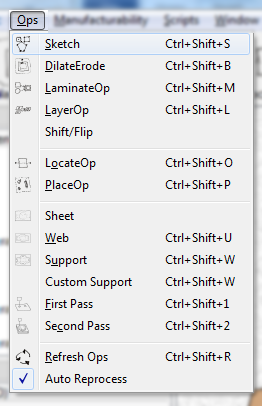 Ops Manufacturability Scripts Window
Sketch Ctrl+Shift+S
DilateErode Ctrl+Shift+B
LaminateOp Ctrl+Shift+M
LayerOp Ctrl+Shift+L
Shift/Flip
LocateOp Ctrl+Shift+O
PlaceOp Ctrl+Shift+P
Sheet
Web Ctrl+Shift+U
Support Ctrl+Shift+W
Custom Support Ctrl+Shift+W
First Pass Ctrl+Shift+1
Second Pass Ctrl+Shift+2
Refresh Ops Ctrl+Shift+R
Auto Reprocess